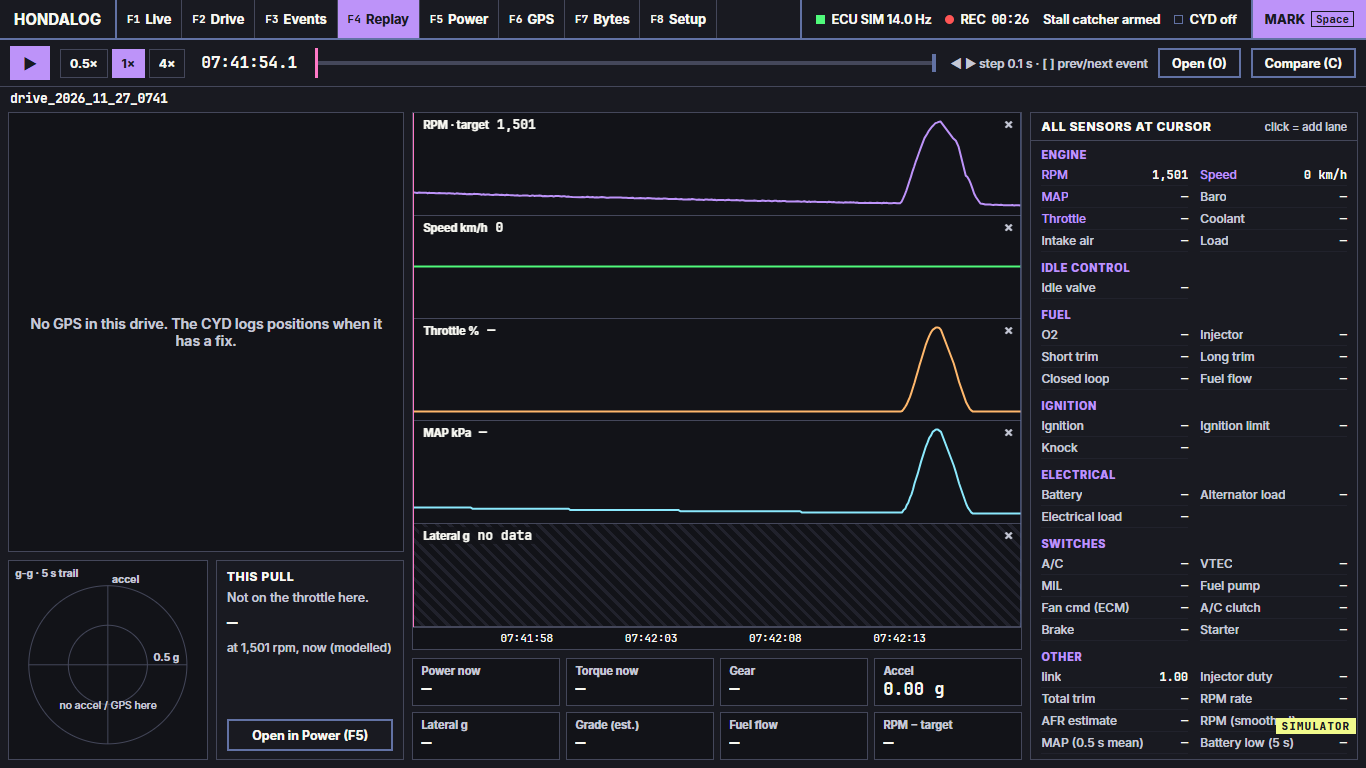 HONDALOG F1 Live F2 Drive F3 Events F4 Replay F5 Power F6 GPS F7 Bytes F8 Setup ECU SIM 14.0 Hz REC 00:26 Stall catcher armed CYD off MARK Space
0.5× 1× 4× 07:41:54.1 ◀ ▶ step 0.1 s · [ ] prev/next event Open (O) Compare (C)
drive_2026_11_27_0741
No GPS in this drive. The CYD logs positions when it
has a fix.
g-g · 5 s trail
accel
0.5 g
no accel / GPS here
THIS PULL
Not on the throttle here.
—
at 1,501 rpm, now (modelled)
Open in Power (F5)
RPM · target 1,501 ×
Speed km/h 0 ×
Throttle % — ×
MAP kPa — ×
Lateral g no data ×
07:41:58 07:42:03 07:42:08 07:42:13
Power now
—
Torque now
—
Gear
—
Accel
0.00 g
Lateral g
—
Grade (est.)
—
Fuel flow
—
RPM − target
—
ALL SENSORS AT CURSOR click = add lane
ENGINE
RPM 1,501 Speed 0 km/h
MAP — Baro —
Throttle — Coolant —
Intake air — Load —
IDLE CONTROL
Idle valve —
FUEL
O2 — Injector —
Short trim — Long trim —
Closed loop — Fuel flow —
IGNITION
Ignition — Ignition limit —
Knock —
ELECTRICAL
Battery — Alternator load —
Electrical load —
SWITCHES
A/C — VTEC —
MIL — Fuel pump —
Fan cmd (ECM) — A/C clutch —
Brake — Starter —
OTHER
link 1.00 Injector duty —
Total trim — RPM rate —
AFR estimate — RPM
SIMULATOR
MAP (0.5 s mean) — Battery low (5 s) —